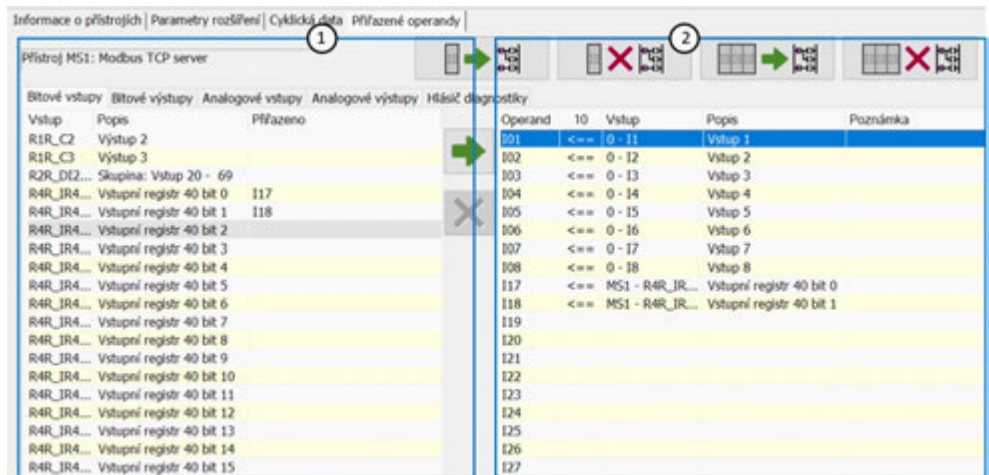 Informace o přístrojích Parametry rozšíření Cyklická data Přiřazené operandy
1
2
Přístroj MS1: Modbus TCP server
Bitové vstupy Bitové výstupy Analogové vstupy Analogové výstupy Hlásič diagnostiky
Vstup Popis Přiřazeno
R1R_C2 Výstup 2
R1R_C3 Výstup 3
R2R_DI2... Skupina: Vstup 20 - 69
R4R_IR4... Vstupní registr 40 bit 0 I17
R4R_IR4... Vstupní registr 40 bit 1 I18
R4R_IR4... Vstupní registr 40 bit 2
R4R_IR4... Vstupní registr 40 bit 3
R4R_IR4... Vstupní registr 40 bit 4
R4R_IR4... Vstupní registr 40 bit 5
R4R_IR4... Vstupní registr 40 bit 6
R4R_IR4... Vstupní registr 40 bit 7
R4R_IR4... Vstupní registr 40 bit 8
R4R_IR4... Vstupní registr 40 bit 9
R4R_IR4... Vstupní registr 40 bit 10
R4R_IR4... Vstupní registr 40 bit 11
R4R_IR4... Vstupní registr 40 bit 12
R4R_IR4... Vstupní registr 40 bit 13
R4R_IR4... Vstupní registr 40 bit 14
R4R_IR4... Vstupní registr 40 bit 15
Operand 10 Vstup Popis Poznámka
I01 <== 0 - I1 Vstup 1
I02 <== 0 - I2 Vstup 2
I03 <== 0 - I3 Vstup 3
I04 <== 0 - I4 Vstup 4
I05 <== 0 - I5 Vstup 5
I06 <== 0 - I6 Vstup 6
I07 <== 0 - I7 Vstup 7
I08 <== 0 - I8 Vstup 8
I17 <== MS1 - R4R_IR... Vstupní registr 40 bit 0
I18 <== MS1 - R4R_IR... Vstupní registr 40 bit 1
I19
I20
I21
I22
I23
I24
I25
I26
I27